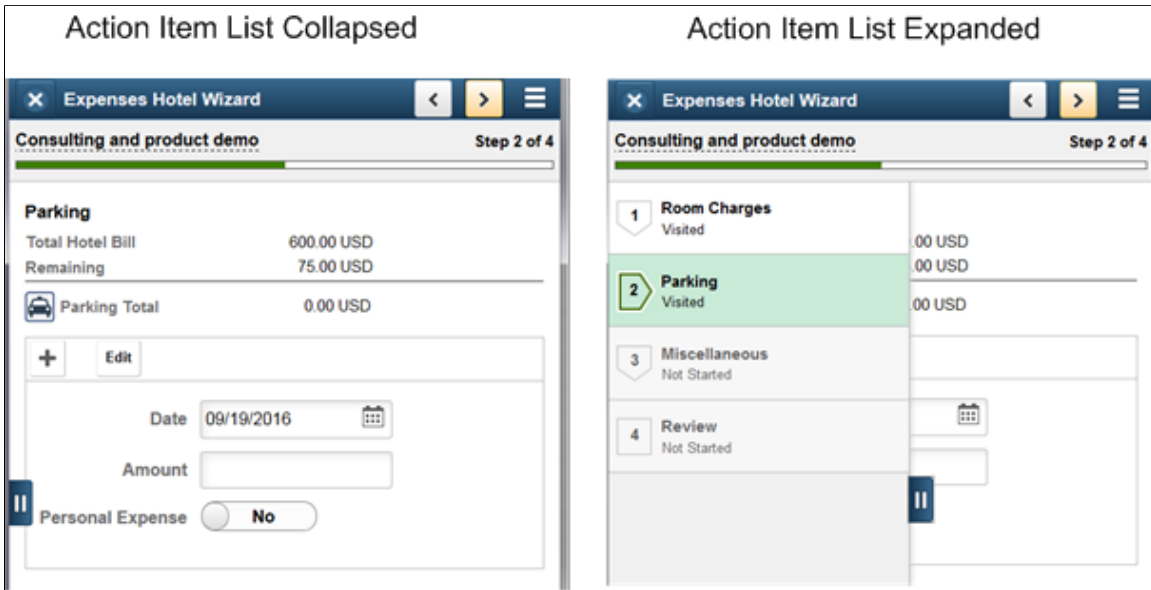 Action Item List Collapsed
Expenses Hotel Wizard
Consulting and product demo
Step 2 of 4
Parking
Total Hotel Bill 600.00 USD
Remaining 75.00 USD
Parking Total 0.00 USD
Edit
Date 09/19/2016
Amount
Personal Expense No
Action Item List Expanded
Expenses Hotel Wizard
Consulting and product demo
Step 2 of 4
1 Room Charges
Visited
.00 USD
.00 USD
2 Parking
Visited
.00 USD
3 Miscellaneous
Not Started
4 Review
Not Started